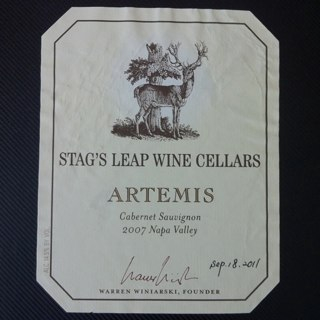 STAG'S LEAP WINE CELLARS
ARTEMIS
Cabernet Sauvignon
2007 Napa Valley
Sep. 18. 2011
WARREN WINIARSKI, FOUNDER